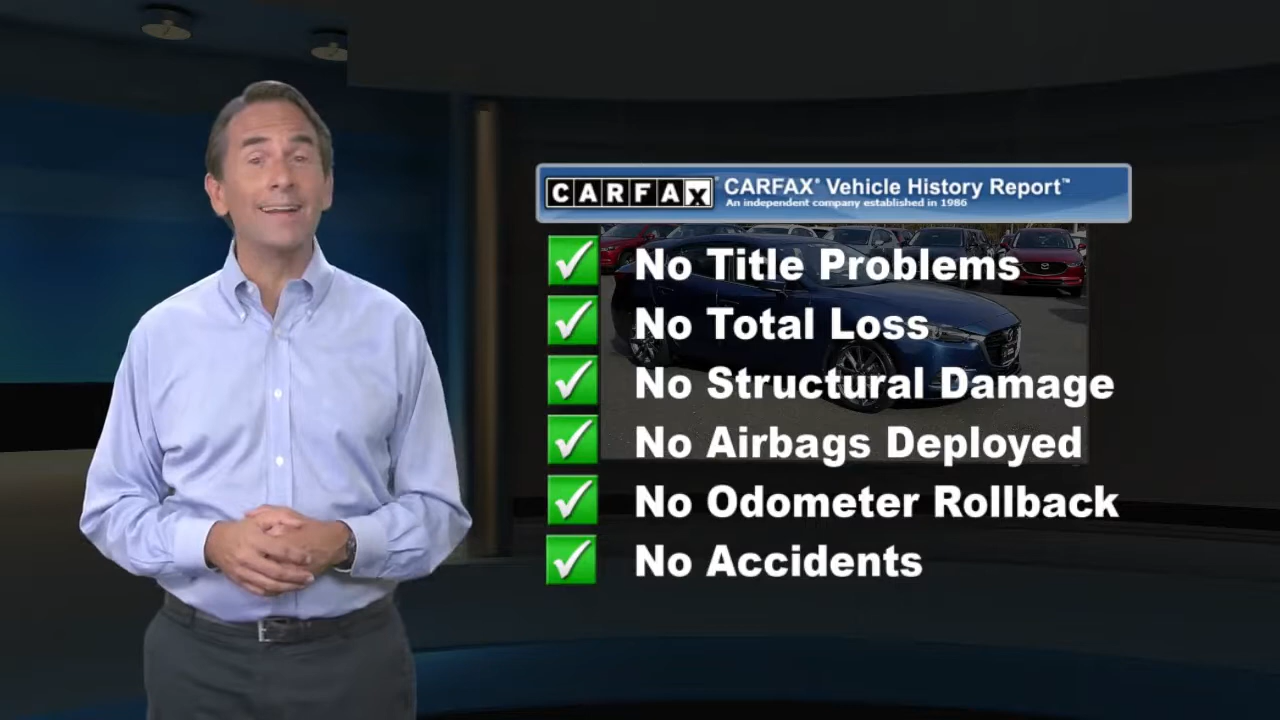 CARFAX® CARFAX® Vehicle History Report™
An independent company established in 1986
No Title Problems
No Total Loss
No Structural Damage
No Airbags Deployed
No Odometer Rollback
No Accidents